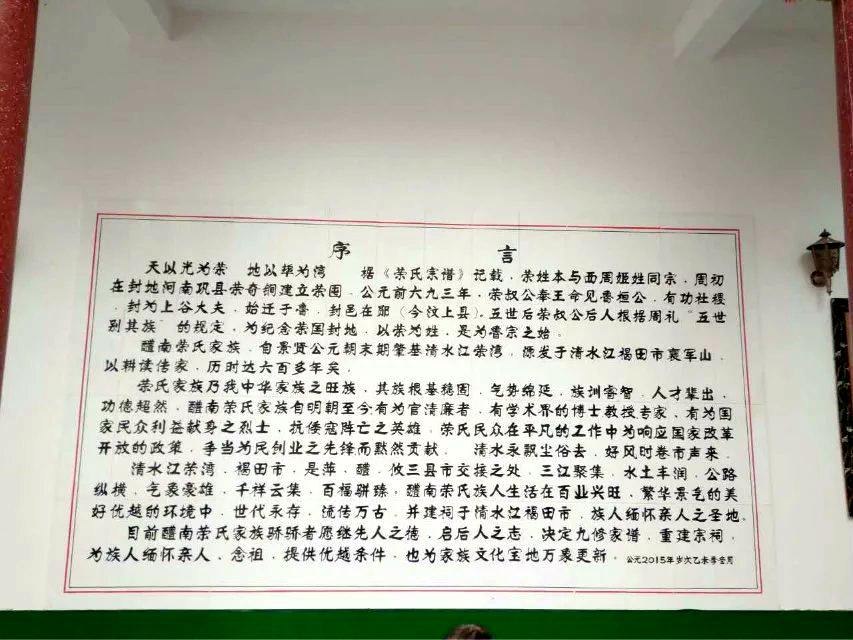 序 言
天以光为荣 地以华为湾 据《荣氏宗谱》记载，荣姓本与西周姬姓同宗，周初
在封地河南巩县荣奇涧建立荣国，公元前六九三年，荣叔公奉王命见鲁桓公，有功社稷
，封为上谷大夫，始迁于鲁，封邑在郕（今汶上县）。五世后荣叔公后人根据周礼“五世
别其族”的规定，为纪念荣国封地，以荣为姓，是为鲁宗之始。
醴南荣氏家族，自景贤公元朝末期肇基清水江荣湾，源发于清水江褐田市衰军山，
以耕读传家，历时达六百多年矣。
荣氏家族乃我中华家族之旺族，其族根基稳固，气势绵延，族训睿智，人才辈出，
功德超然，醴南荣氏家族自明朝至今有为官清廉者，有学术界的博士教授专家、有为国
家民众利益献身之烈士，抗倭寇阵亡之英雄，荣氏民众在平凡的工作中为响应国家改革
开放的政策，争当为民创业之先锋而默然贡献。 清水永飘尘俗去，好风时卷市声来。
清水江荣湾，褐田市，是萍、醴、攸三县市交接之处，三江聚集，水土丰润，公路
纵横，气象豪雄，千祥云集，百福骈臻，醴南荣氏族人生活在百业兴旺，繁华景毛的美
好优越的环境中，世代永存，流传万古，并建祠于清水江褐田市，族人缅怀亲人之圣地。
目前醴南荣氏家族骄骄者愿继先人之德，启后人之志，决定九修家谱，重建宗祠，
为族人缅怀亲人、念祖，提供优越条件，也为家族文化宝地万象更新。公元2015年岁次乙未季冬月